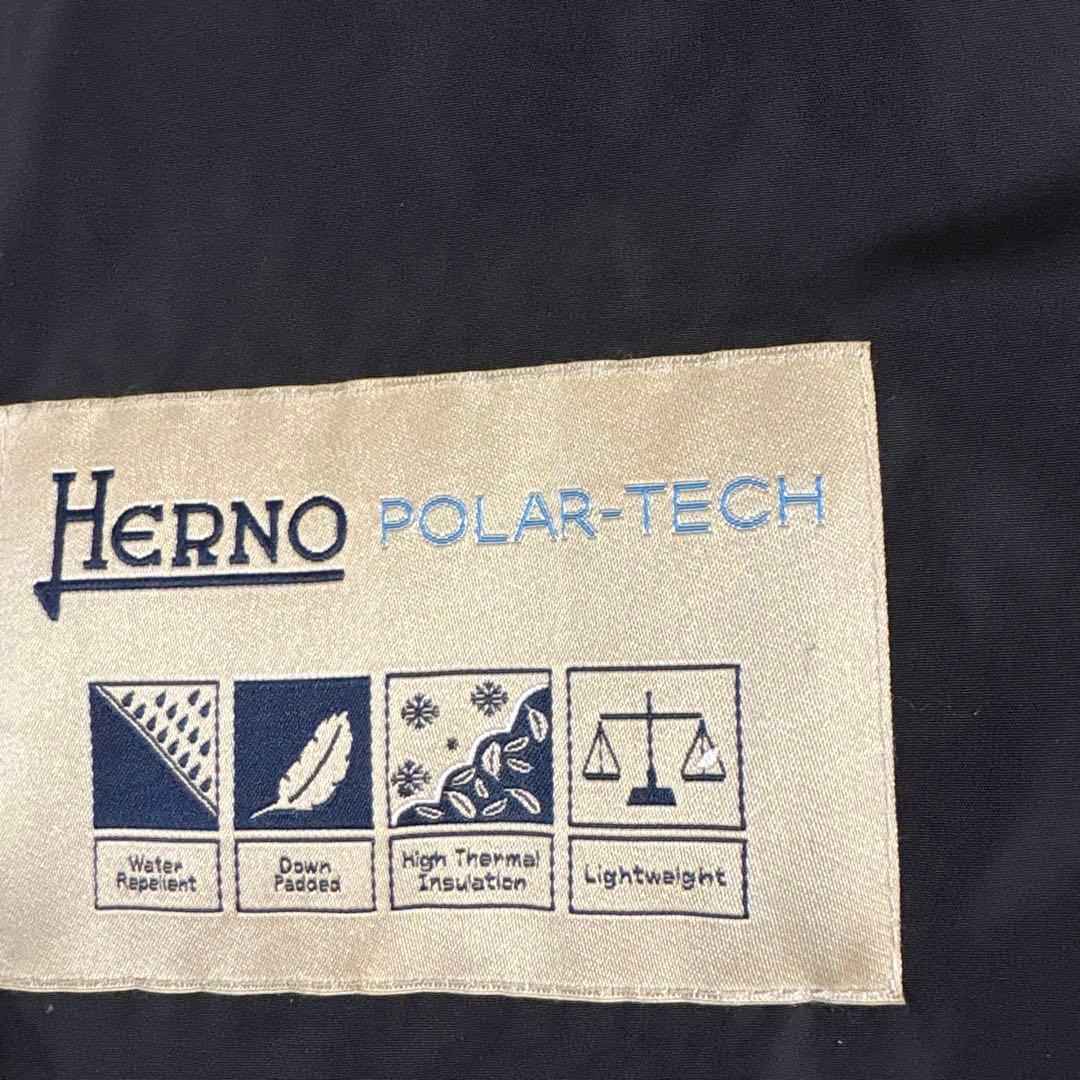 HERNO POLAR-TECH
Water
Repellent
Down
Padded
High Thermal
Insulation
Lightweight